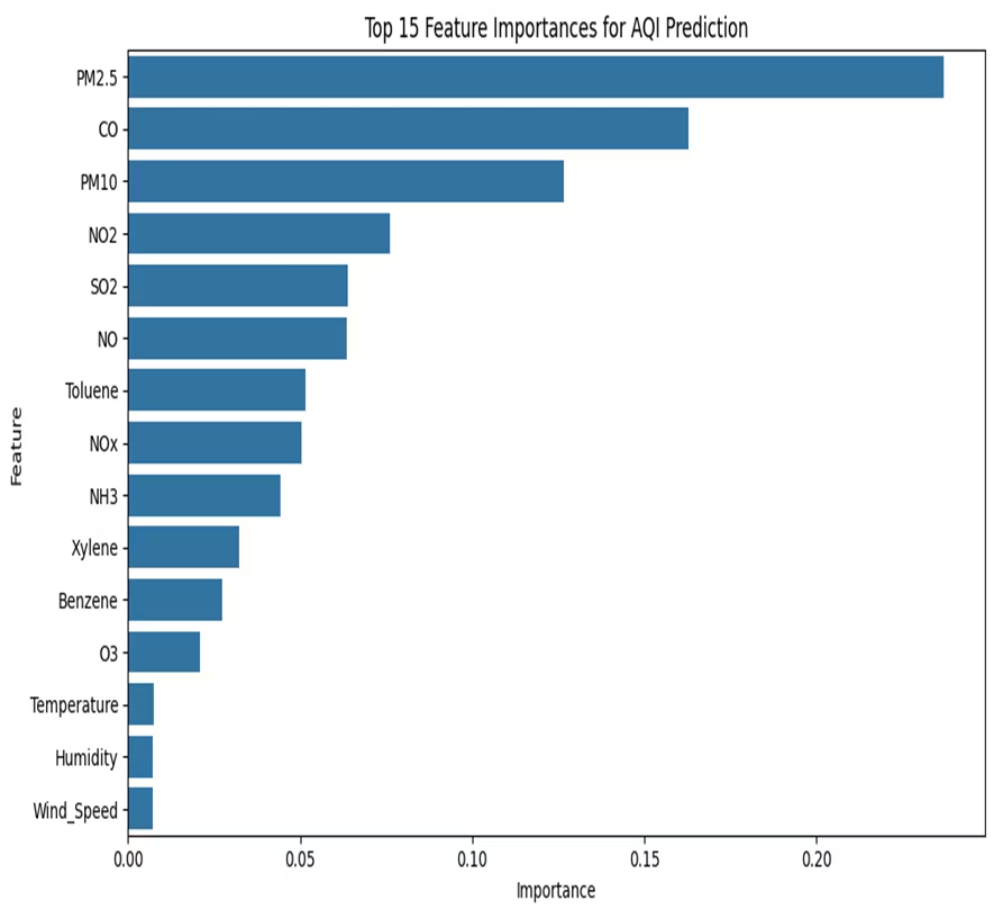 Top 15 Feature Importances for AQI Prediction
PM2.5
CO
PM10
NO2
SO2
NO
Toluene
NOx
NH3
Xylene
Benzene
O3
Temperature
Humidity
Wind_Speed
Feature
0.00 0.05 0.10 0.15 0.20
Importance